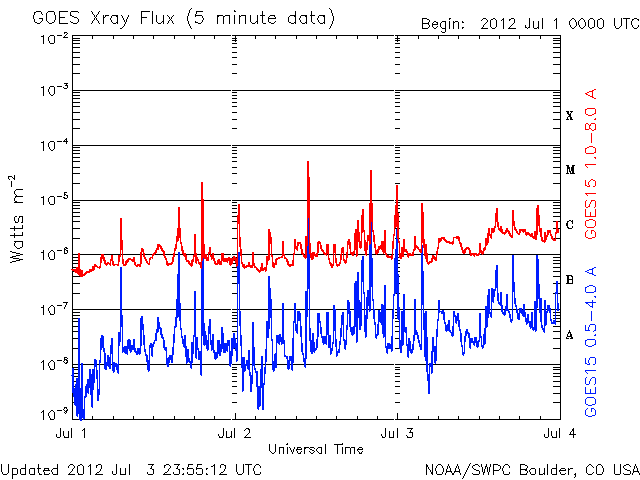 GOES Xray Flux (5 minute data)
Begin: 2012 Jul 1 0000 UTC
10⁻²
10⁻³
10⁻⁴
10⁻⁵
10⁻⁶
10⁻⁷
10⁻⁸
10⁻⁹
Watts m⁻²
X
M
C
B
A
GOES15 1.0-8.0 A
GOES15 0.5-4.0 A
Jul 1
Jul 2
Jul 3
Jul 4
Universal Time
Updated 2012 Jul 3 23:55:12 UTC
NOAA/SWPC Boulder, CO USA